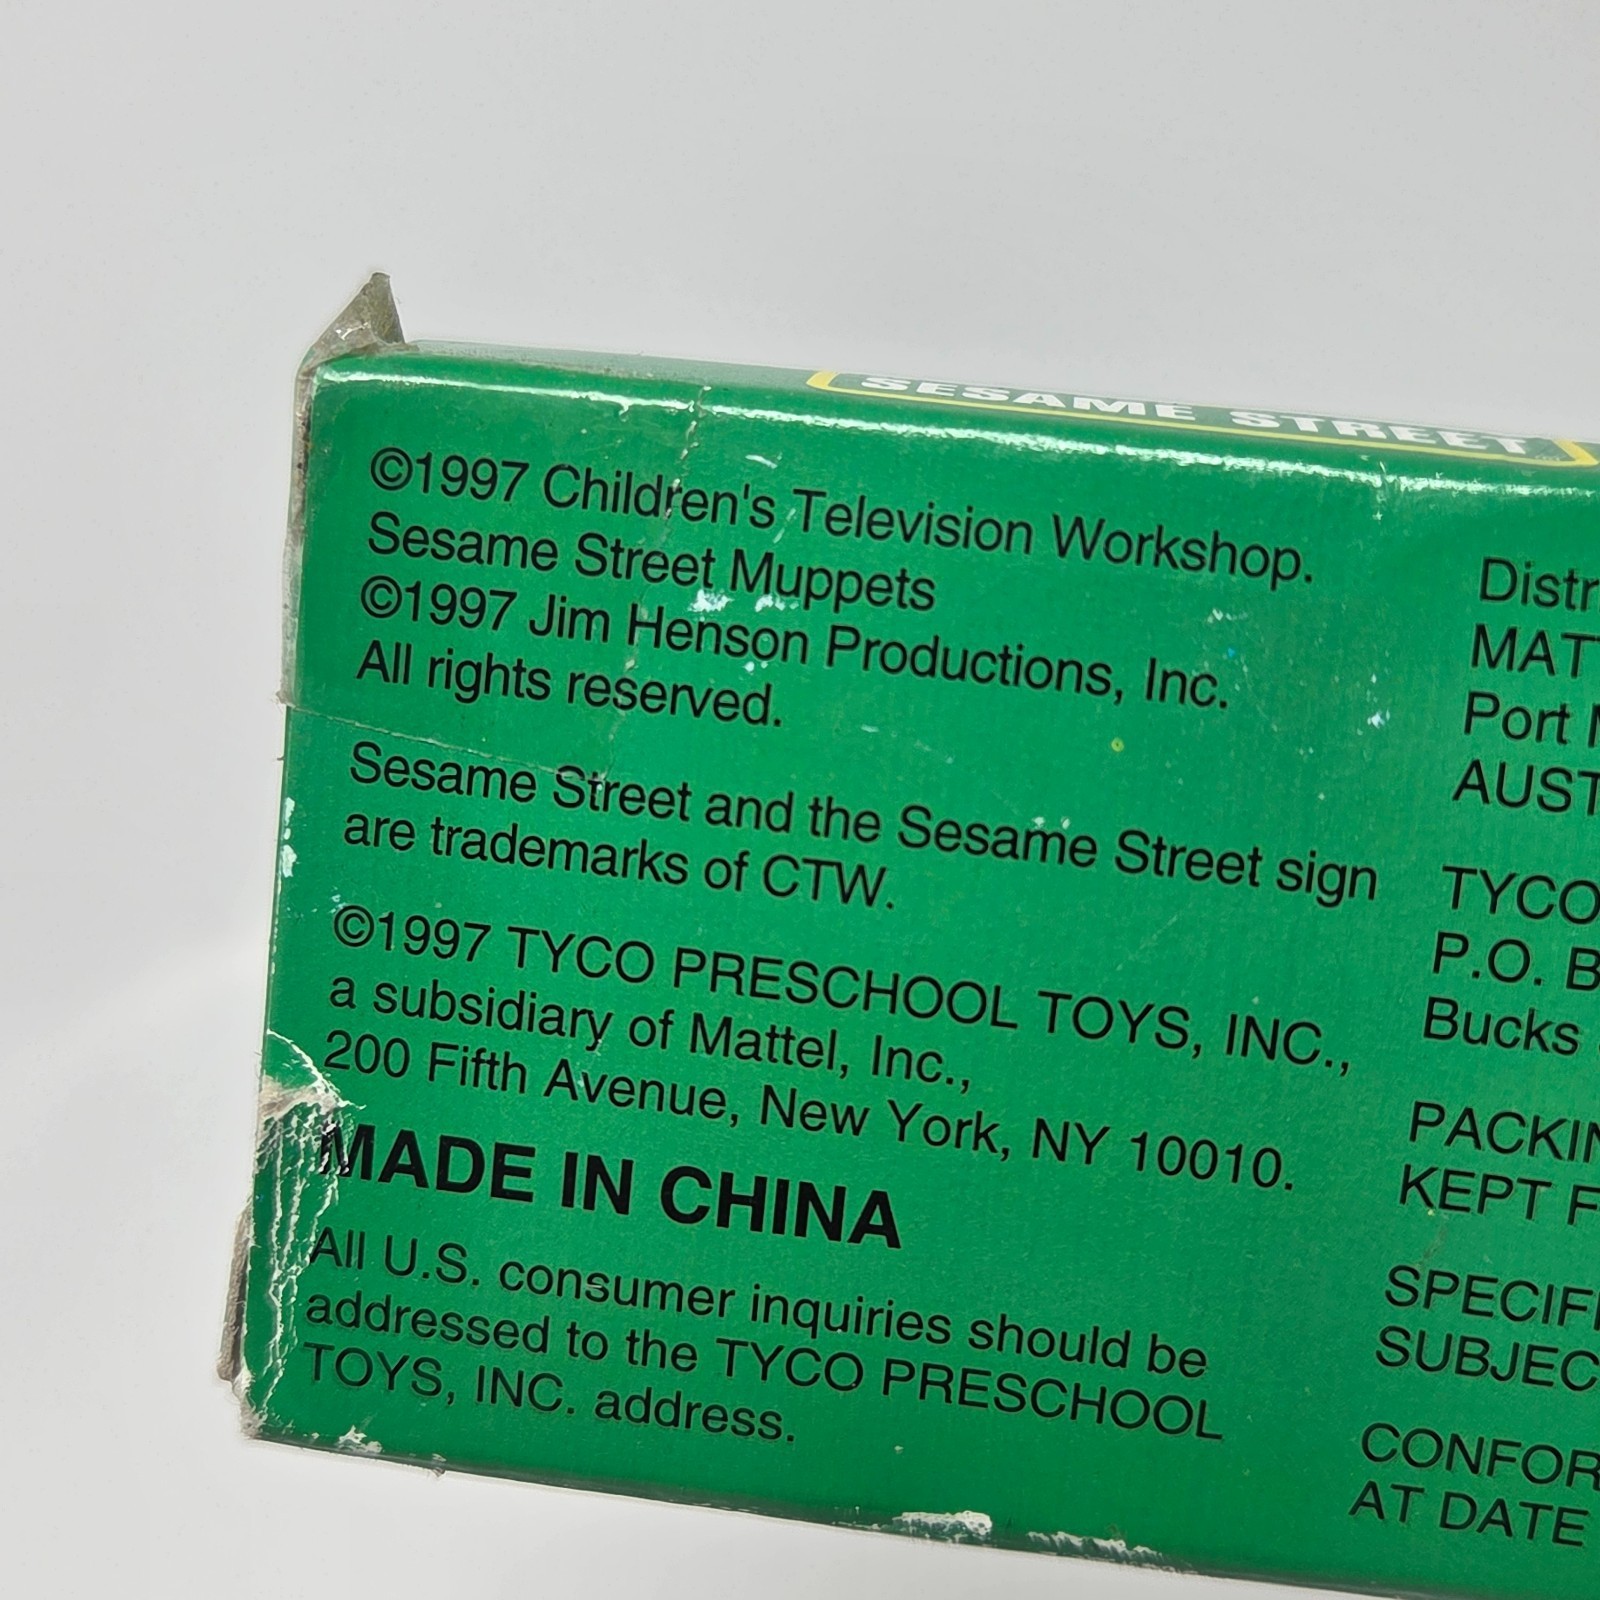 SESAME STREET
©1997 Children's Television Workshop.
Sesame Street Muppets
©1997 Jim Henson Productions, Inc.
All rights reserved.
Sesame Street and the Sesame Street sign
are trademarks of CTW.
©1997 TYCO PRESCHOOL TOYS, INC.,
a subsidiary of Mattel, Inc.,
200 Fifth Avenue, New York, NY 10010.
MADE IN CHINA
All U.S. consumer inquiries should be
addressed to the TYCO PRESCHOOL
TOYS, INC. address.
Distr
MATT
Port
AUST
TYCO
P.O. B
Bucks
PACKIN
KEPT F
SPECIF
SUBJEC
CONFOR
AT DATE